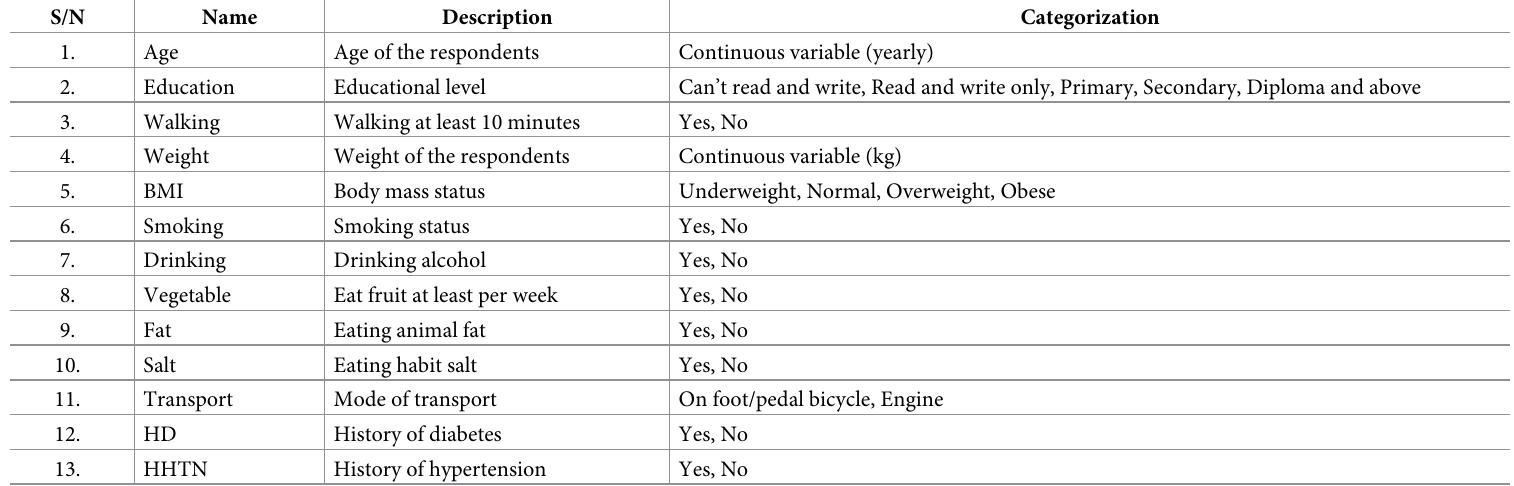 S/N Name Description Categorization
1. Age Age of the respondents Continuous variable (yearly)
2. Education Educational level Can’t read and write, Read and write only, Primary, Secondary, Diploma and above
3. Walking Walking at least 10 minutes Yes, No
4. Weight Weight of the respondents Continuous variable (kg)
5. BMI Body mass status Underweight, Normal, Overweight, Obese
6. Smoking Smoking status Yes, No
7. Drinking Drinking alcohol Yes, No
8. Vegetable Eat fruit at least per week Yes, No
9. Fat Eating animal fat Yes, No
10. Salt Eating habit salt Yes, No
11. Transport Mode of transport On foot/pedal bicycle, Engine
12. HD History of diabetes Yes, No
13. HHTN History of hypertension Yes, No